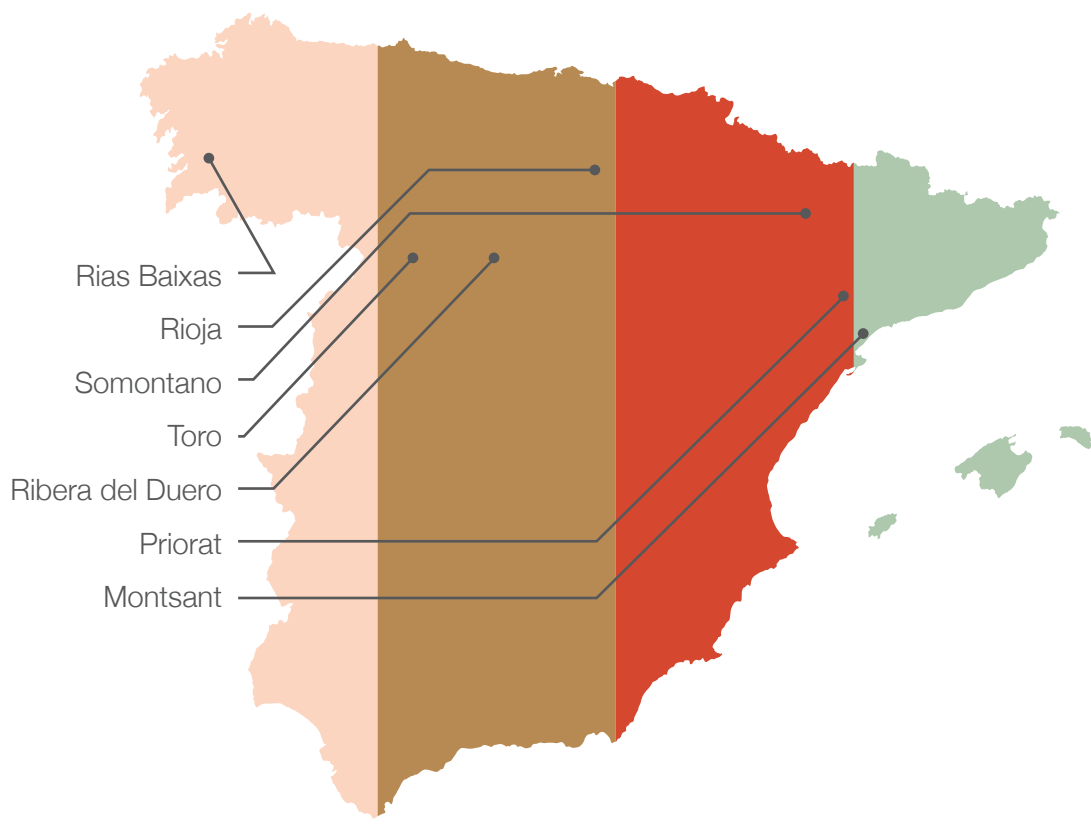 Rias Baixas
Rioja
Somontano
Toro
Ribera del Duero
Priorat
Montsant